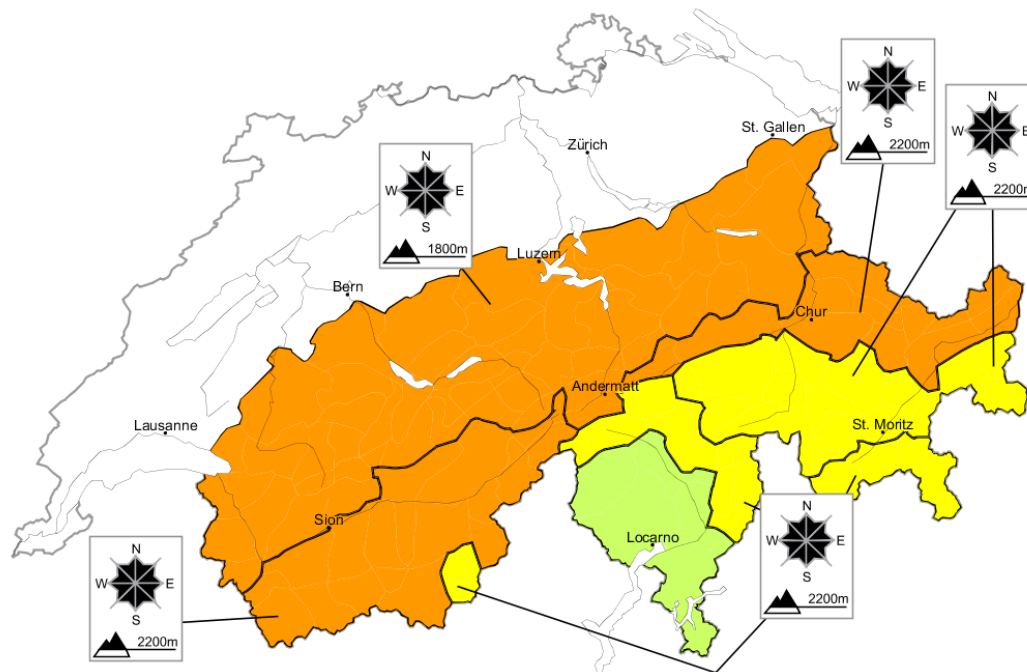 N
W E
S
2200m
N
W E
S
2200m
St. Gallen
Zürich
N
W E
S
1800m
Luzern
Bern
Chur
Andermatt
Lausanne
St. Moritz
Sion
Locarno
N
W E
S
2200m
N
W E
S
2200m